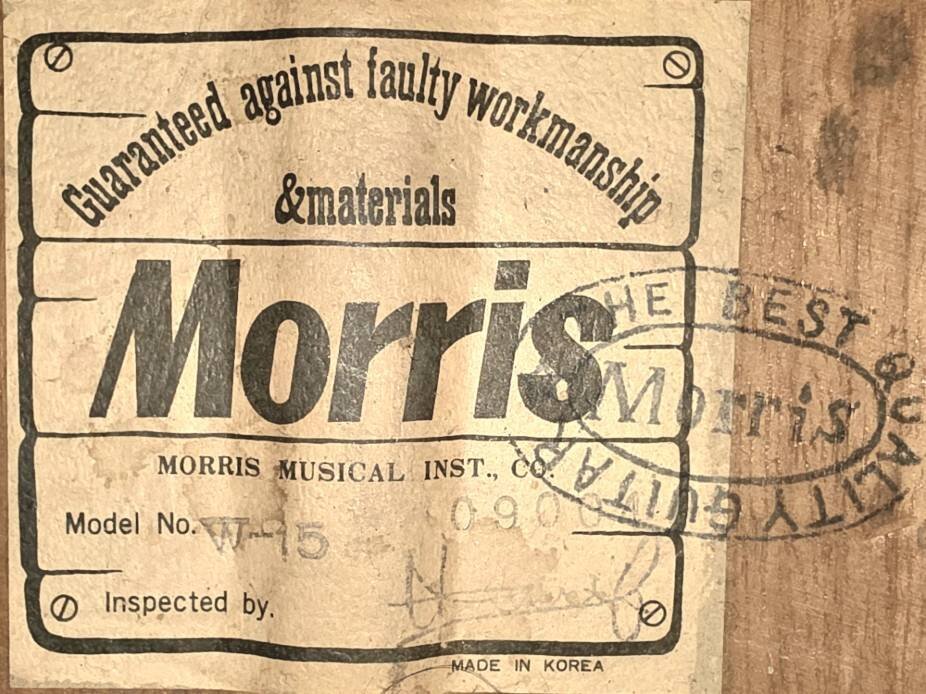 Guaranteed against faulty workmanship
&materials
Morris
MORRIS MUSICAL INST., CO.
Model No. W-15
Inspected by.
MADE IN KOREA
THE BEST QUALITY GUITAR
Morris